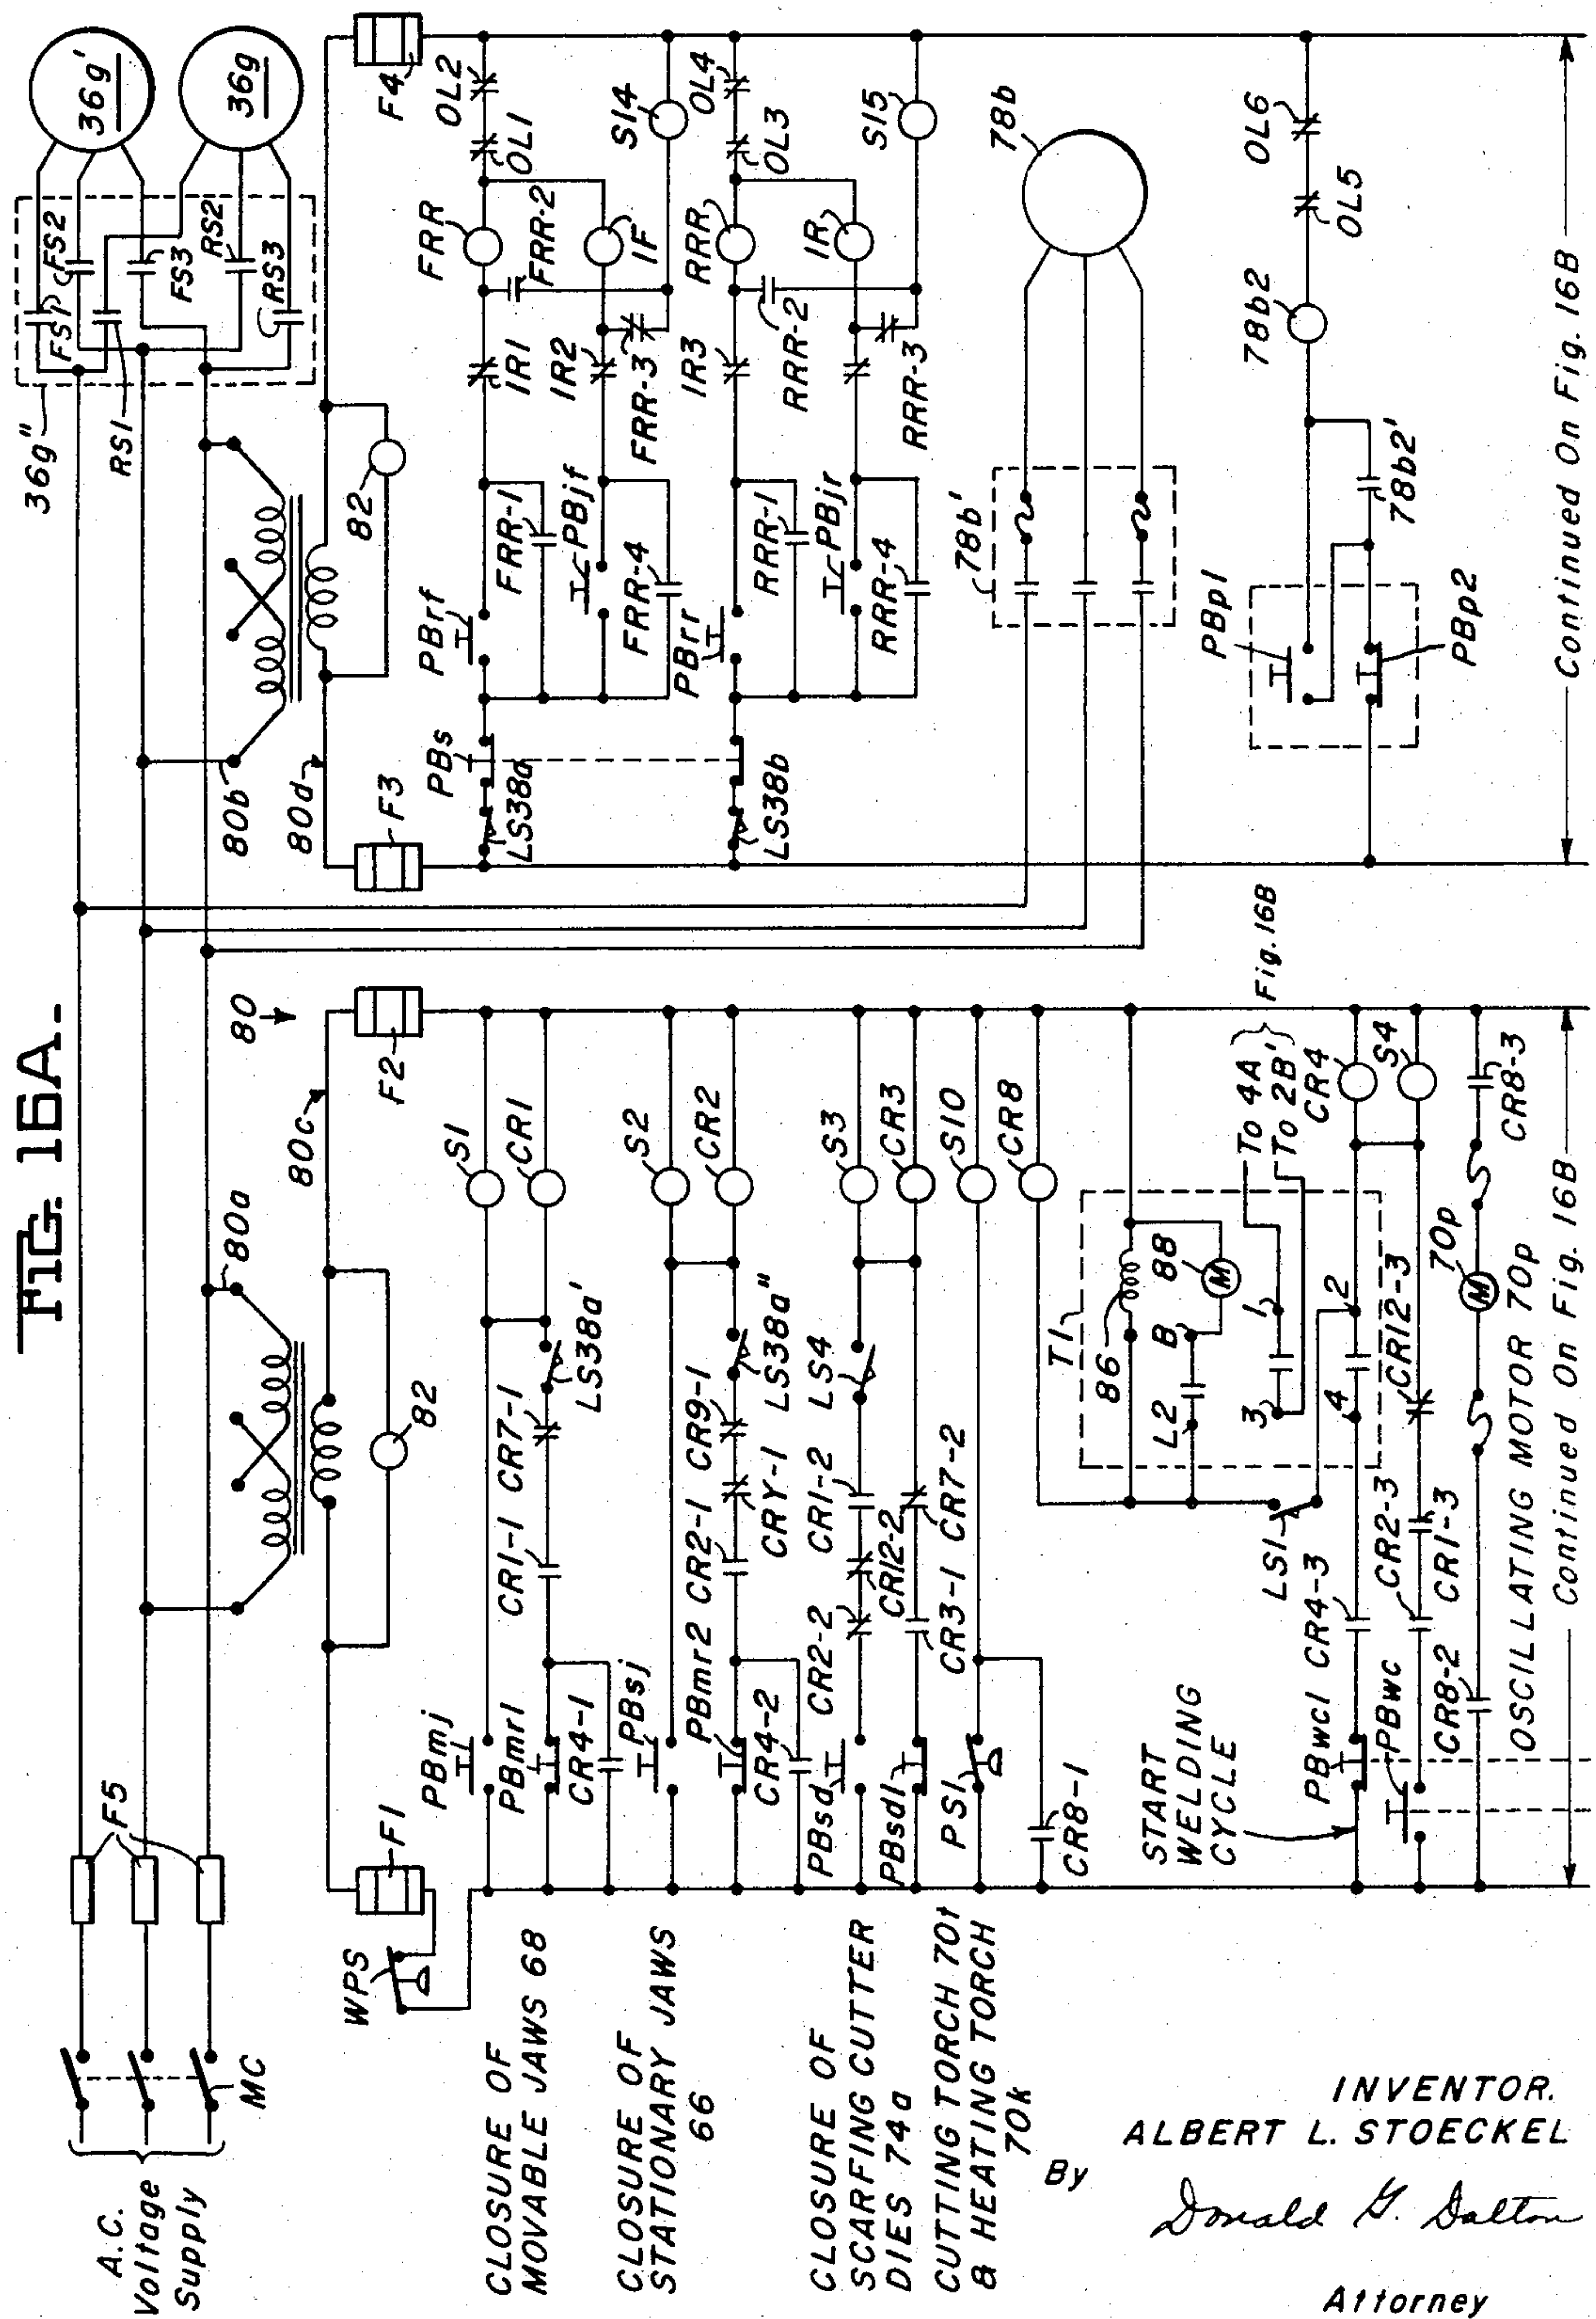 FIG. 16A.
A.C.
Voltage
Supply
MC
F5
80a
80
80b
36g"
RS1
FS1
FS2
FS3
RS2
RS3
36g'
36g
82
80c
F1
F2
WPS
82
80d
F3
F4
CLOSURE OF
MOVABLE JAWS 68
PBmj
S1
PBmr1
CR1-1
CR7-1
LS38a'
CR1
CR4-1
CLOSURE OF
STATIONARY JAWS
66
PBsj
S2
PBmr2
CR2-1
CRY-1
CR9-1
LS38a"
CR2
CR4-2
CLOSURE OF
SCARFING CUTTER
DIES 74a
PBsd
CR2-2
CR12-2
CR1-2
LS4
S3
PBsd1
CR3-1
CR7-2
CR3
CUTTING TORCH 70t
& HEATING TORCH
70k
PS1
S10
CR8-1
CR8
T1
86
88
M
L2
B
3
1
To 4A
To 2B'
Fig. 16B
LS1
4
2
START
WELDING
CYCLE
PBwc1
CR4-3
CR4
PBwc
CR2-3
CR1-3
CR12-3
S4
CR8-2
70p
M
CR8-3
OSCILLATING MOTOR 70p
Continued On Fig. 16B
PBs
LS38a
PBrf
FRR-1
1R1
FRR
OL1
OL2
FRR-2
PBjf
1R2
1F
FRR-4
FRR-3
S14
LS38b
PBrr
RRR-1
1R3
RRR
OL3
OL4
RRR-2
PBjr
1R
RRR-4
RRR-3
S15
78b'
78b
PBp1
PBp2
78b2'
78b2
OL5
OL6
Continued On Fig. 16B
INVENTOR.
ALBERT L. STOECKEL
By
Donald G. Dalton
Attorney